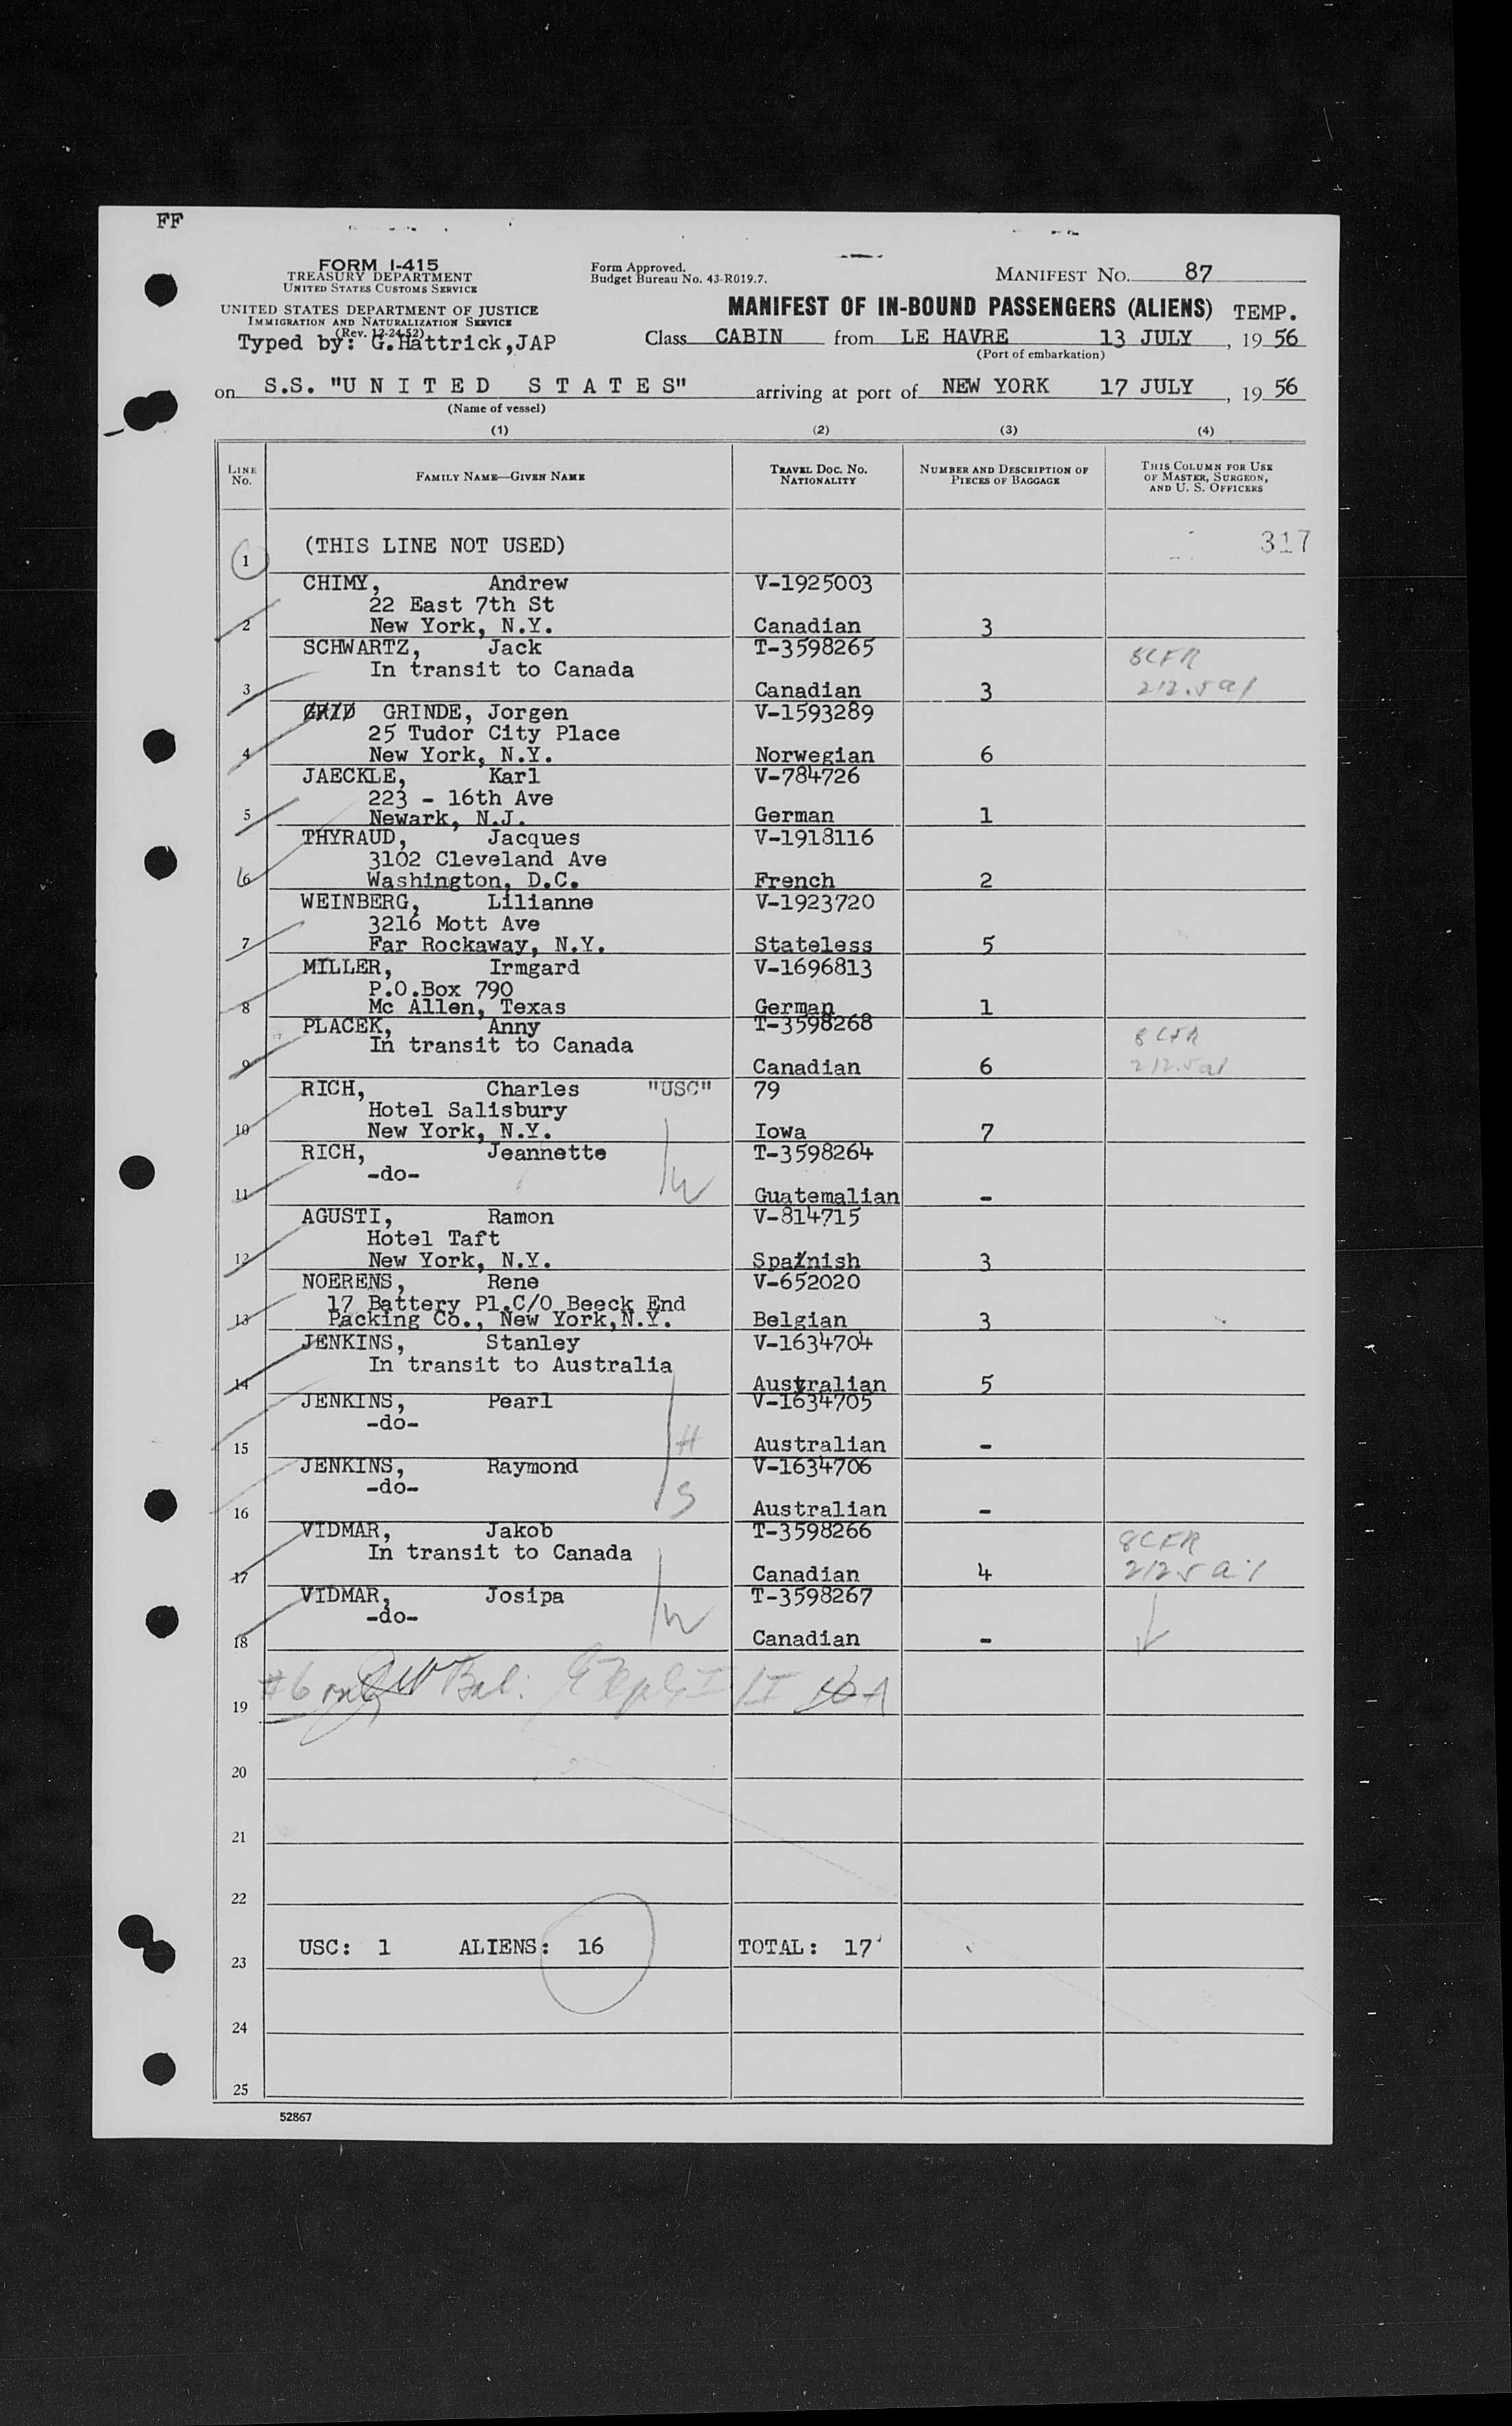 FF
FORM I-415
TREASURY DEPARTMENT
UNITED STATES CUSTOMS SERVICE
Form Approved.
Budget Bureau No. 43-R019.7.
MANIFEST NO. 87
UNITED STATES DEPARTMENT OF JUSTICE
IMMIGRATION AND NATURALIZATION SERVICE
(Rev. 12-24-52)
MANIFEST OF IN-BOUND PASSENGERS (ALIENS) TEMP.
Typed by: G.Hattrick,JAP
Class CABIN from LE HAVRE 13 JULY, 1956
(Port of embarkation)
on S.S. "U N I T E D S T A T E S" arriving at port of NEW YORK 17 JULY, 1956
(Name of vessel)
(1) (2) (3) (4)
LINE No. FAMILY NAME—GIVEN NAME TRAVEL DOC. NO. NATIONALITY NUMBER AND DESCRIPTION OF PIECES OF BAGGAGE THIS COLUMN FOR USE OF MASTER, SURGEON, AND U. S. OFFICERS
1 (THIS LINE NOT USED) 317
CHIMY, Andrew V-1925003
22 East 7th St
2 New York, N.Y. Canadian 3
SCHWARTZ, Jack T-3598265
In transit to Canada 8CFR
3 Canadian 3 212.5a1
GRINDE, Jorgen V-1593289
25 Tudor City Place
4 New York, N.Y. Norwegian 6
JAECKLE, Karl V-784726
223 - 16th Ave
5 Newark, N.J. German 1
THYRAUD, Jacques V-1918116
3102 Cleveland Ave
6 Washington, D.C. French 2
WEINBERG, Lilianne V-1923720
3216 Mott Ave
7 Far Rockaway, N.Y. Stateless 5
MILLER, Irmgard V-1696813
P.O.Box 790
8 Mc Allen, Texas German 1
PLACEK, Anny T-3598268
In transit to Canada 8 CFR
9 Canadian 6 212.5a1
RICH, Charles "USC" 79
Hotel Salisbury
10 New York, N.Y. Iowa 7
RICH, Jeannette T-3598264
-do- W
11 Guatemalian -
AGUSTI, Ramon V-814715
Hotel Taft
12 New York, N.Y. Spanish 3
NOERENS, Rene V-652020
17 Battery Pl.C/O Beeck End
13 Packing Co., New York,N.Y. Belgian 3
JENKINS, Stanley V-1634704
In transit to Australia
14 Australian 5
JENKINS, Pearl V-1634705
-do- H
15 Australian -
JENKINS, Raymond V-1634706
-do- S
16 Australian -
VIDMAR, Jakob T-3598266
In transit to Canada 8CFR
17 Canadian 4 212.5 a1
VIDMAR, Josipa T-3598267
-do- W
18 Canadian -
19 #6 Bal:
20
21
22
23 USC: 1 ALIENS: 16 TOTAL: 17
24
25
52867